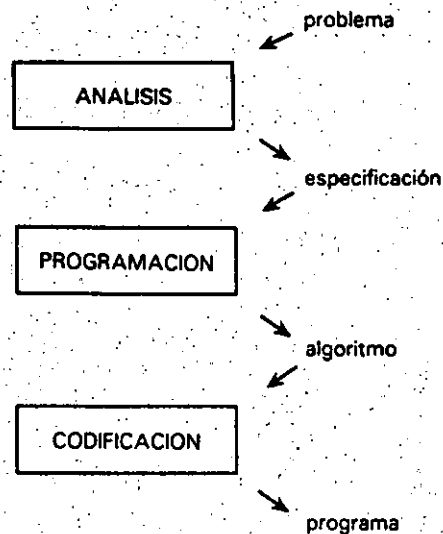 problema
ANALISIS
especificación
PROGRAMACION
algoritmo
CODIFICACION
programa